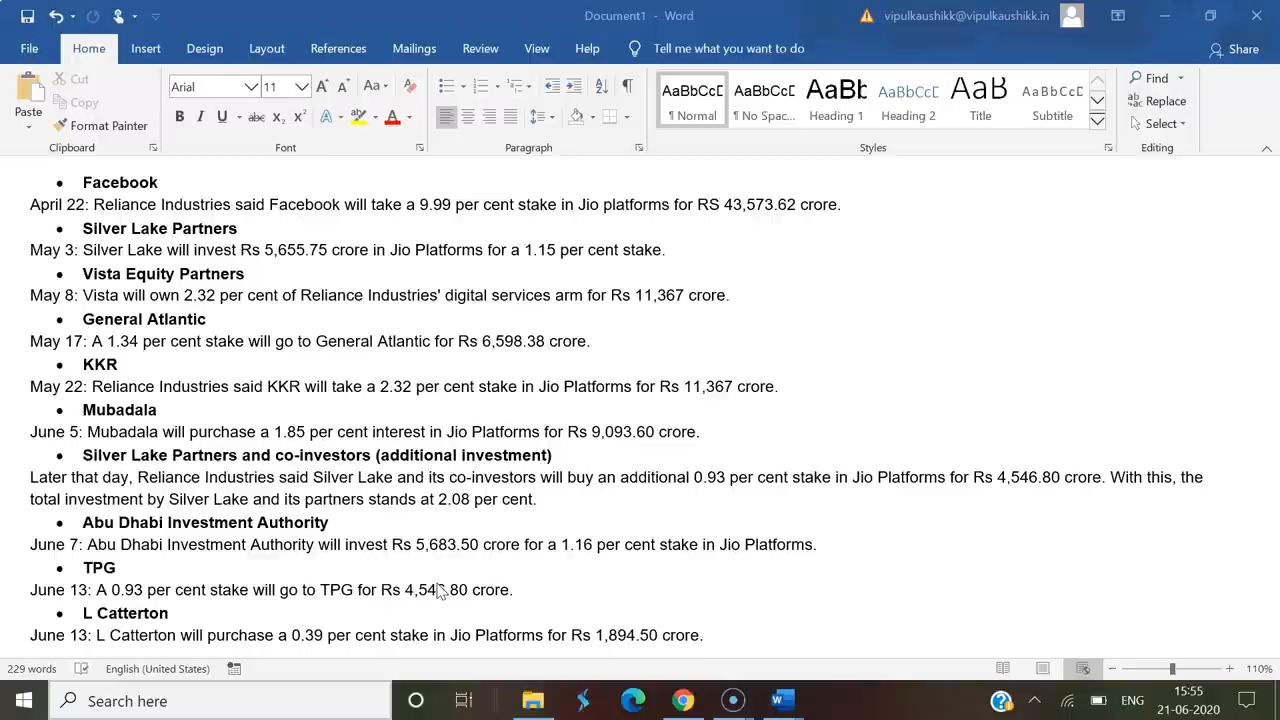 Document1 - Word
vipulkaushikk@vipulkaushikk.in
File Home Insert Design Layout References Mailings Review View Help Tell me what you want to do Share
Paste Cut
Copy
Format Painter
Arial 11
AaBbCcDc ¶ Normal
AaBbCcDc ¶ No Spac...
AaBbC Heading 1
AaBbCcD Heading 2
AaB Title
AaBbCcD Subtitle
Find
Replace
Select
Clipboard Font Paragraph Styles Editing
• Facebook
April 22: Reliance Industries said Facebook will take a 9.99 per cent stake in Jio platforms for RS 43,573.62 crore.
• Silver Lake Partners
May 3: Silver Lake will invest Rs 5,655.75 crore in Jio Platforms for a 1.15 per cent stake.
• Vista Equity Partners
May 8: Vista will own 2.32 per cent of Reliance Industries' digital services arm for Rs 11,367 crore.
• General Atlantic
May 17: A 1.34 per cent stake will go to General Atlantic for Rs 6,598.38 crore.
• KKR
May 22: Reliance Industries said KKR will take a 2.32 per cent stake in Jio Platforms for Rs 11,367 crore.
• Mubadala
June 5: Mubadala will purchase a 1.85 per cent interest in Jio Platforms for Rs 9,093.60 crore.
• Silver Lake Partners and co-investors (additional investment)
Later that day, Reliance Industries said Silver Lake and its co-investors will buy an additional 0.93 per cent stake in Jio Platforms for Rs 4,546.80 crore. With this, the
total investment by Silver Lake and its partners stands at 2.08 per cent.
• Abu Dhabi Investment Authority
June 7: Abu Dhabi Investment Authority will invest Rs 5,683.50 crore for a 1.16 per cent stake in Jio Platforms.
• TPG
June 13: A 0.93 per cent stake will go to TPG for Rs crore.
• L Catterton
June 13: L Catterton will purchase a 0.39 per cent stake in Jio Platforms for Rs 1,894.50 crore.
229 words English (United States) 110%
Search here
ENG
15:55
21-06-2020